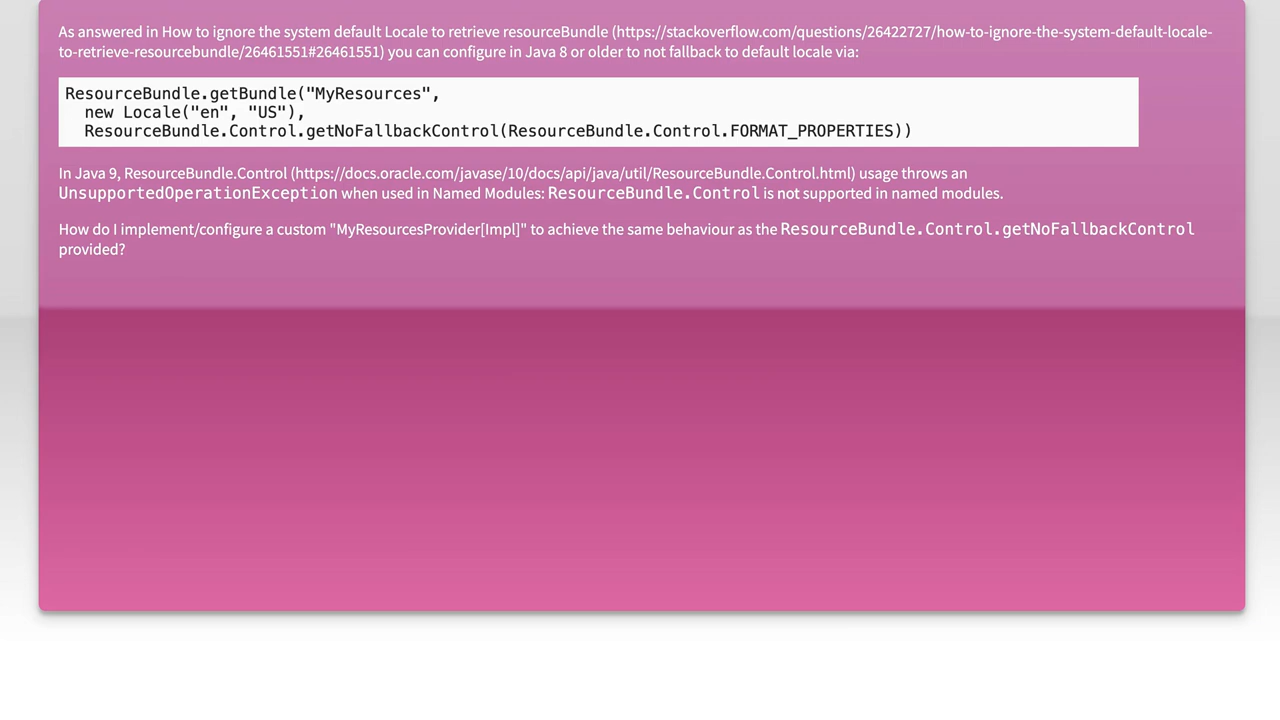 As answered in How to ignore the system default Locale to retrieve resourceBundle (https://stackoverflow.com/questions/26422727/how-to-ignore-the-system-default-locale-
to-retrieve-resourcebundle/26461551#26461551) you can configure in Java 8 or older to not fallback to default locale via:
ResourceBundle.getBundle("MyResources",
  new Locale("en", "US"),
  ResourceBundle.Control.getNoFallbackControl(ResourceBundle.Control.FORMAT_PROPERTIES))
In Java 9, ResourceBundle.Control (https://docs.oracle.com/javase/10/docs/api/java/util/ResourceBundle.Control.html) usage throws an
UnsupportedOperationException when used in Named Modules: ResourceBundle.Control is not supported in named modules.
How do I implement/configure a custom "MyResourcesProvider[Impl]" to achieve the same behaviour as the ResourceBundle.Control.getNoFallbackControl
provided?